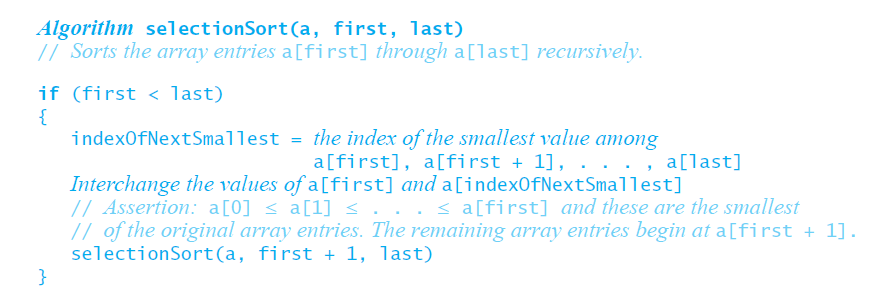 Algorithm selectionSort(a, first, last)
// Sorts the array entries a[first] through a[last] recursively.
if (first < last)
{
indexOfNextSmallest = the index of the smallest value among
a[first], a[first + 1], . . . , a[last]
Interchange the values of a[first] and a[indexOfNextSmallest]
// Assertion: a[0] ≤ a[1] ≤ . . . ≤ a[first] and these are the smallest
// of the original array entries. The remaining array entries begin at a[first + 1].
selectionSort(a, first + 1, last)
}